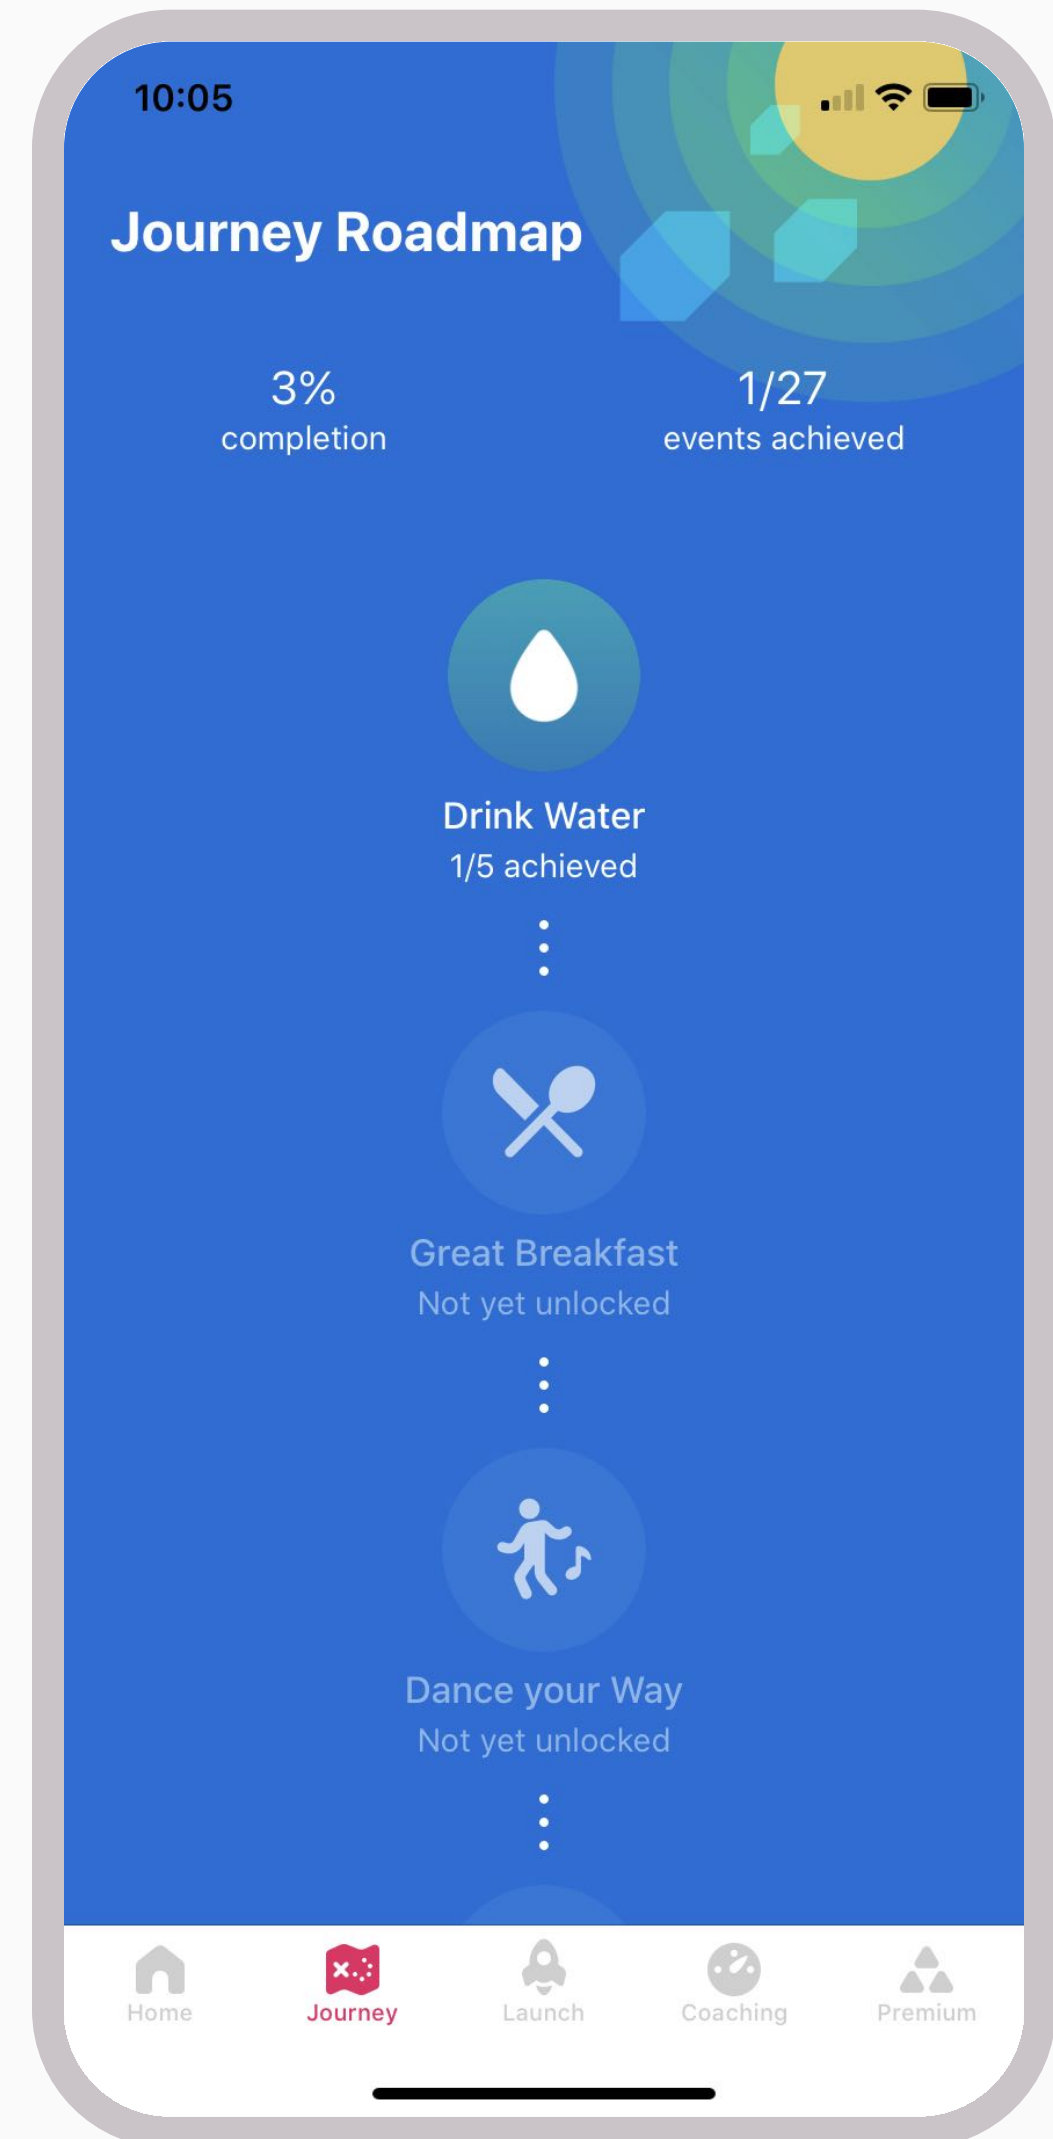 10:05
Journey Roadmap
3%
completion
1/27
events achieved
Drink Water
1/5 achieved
Great Breakfast
Not yet unlocked
Dance your Way
Not yet unlocked
Home
Journey
Launch
Coaching
Premium